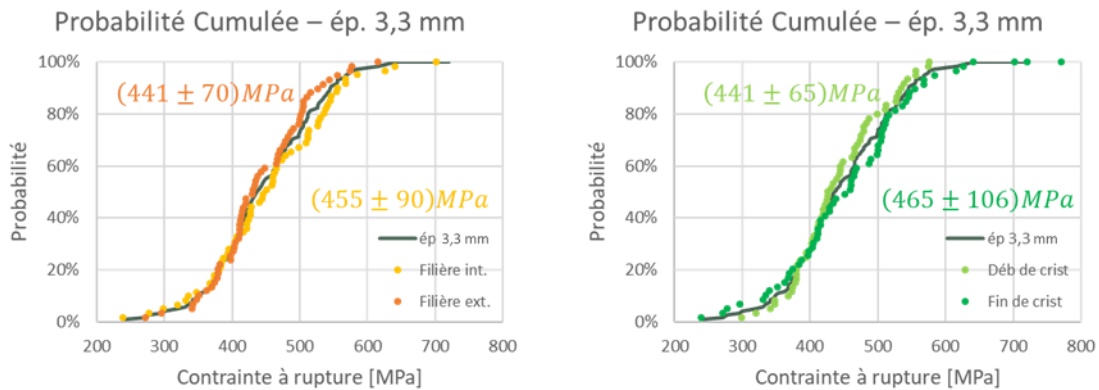 Probabilité Cumulée – ép. 3,3 mm
100%
80%
60%
40%
20%
0%
Probabilité
(441 ± 70)MPa
(455 ± 90)MPa
ép 3,3 mm
Filière int.
Filière ext.
200 300 400 500 600 700 800
Contrainte à rupture [MPa]
Probabilité Cumulée – ép. 3,3 mm
100%
80%
60%
40%
20%
0%
Probabilité
(441 ± 65)MPa
(465 ± 106)MPa
ép 3,3 mm
Déb de crist
Fin de crist
200 300 400 500 600 700 800
Contrainte à rupture [MPa]